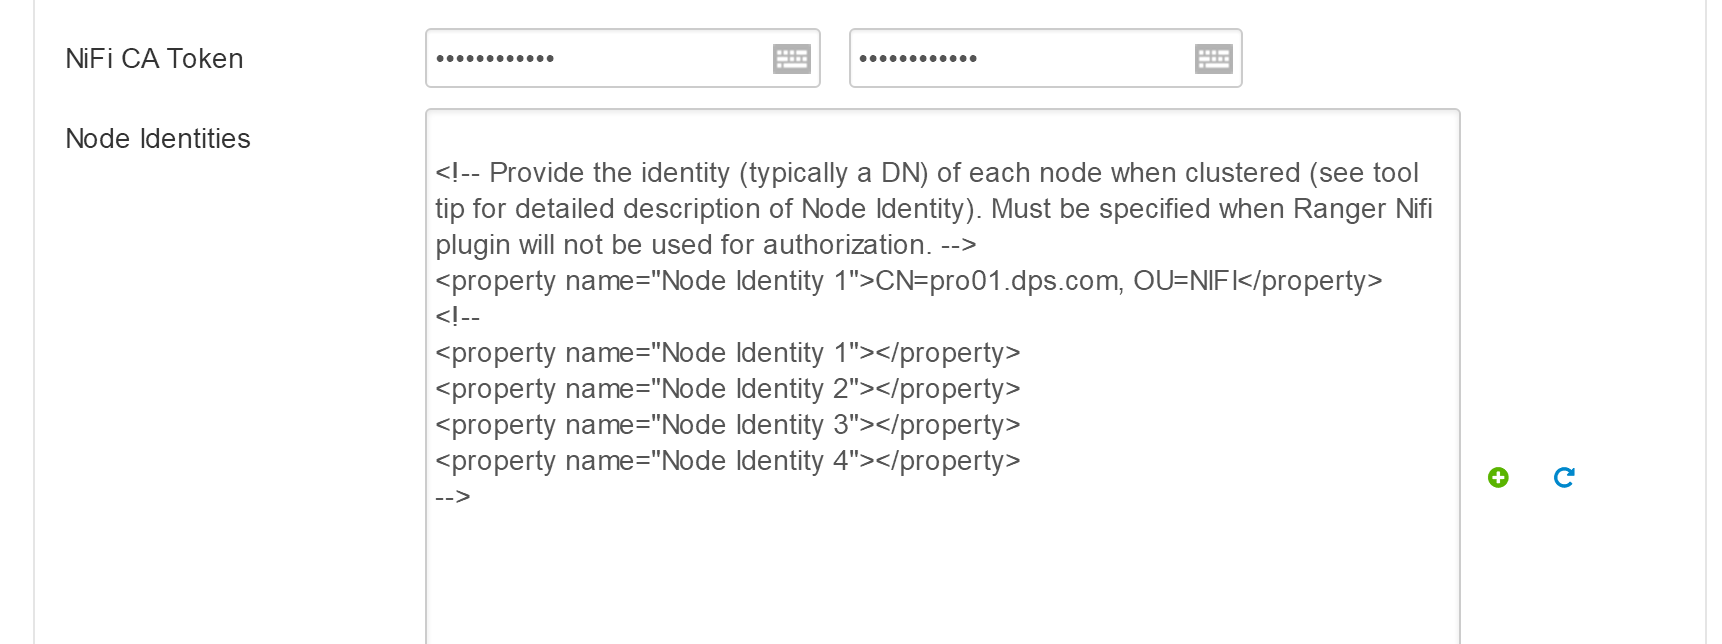 NiFi CA Token
•••••••••••• ••••••••••••
Node Identities
<!-- Provide the identity (typically a DN) of each node when clustered (see tool
tip for detailed description of Node Identity). Must be specified when Ranger Nifi
plugin will not be used for authorization. -->
<property name="Node Identity 1">CN=pro01.dps.com, OU=NIFI</property>
<!--
<property name="Node Identity 1"></property>
<property name="Node Identity 2"></property>
<property name="Node Identity 3"></property>
<property name="Node Identity 4"></property>
-->